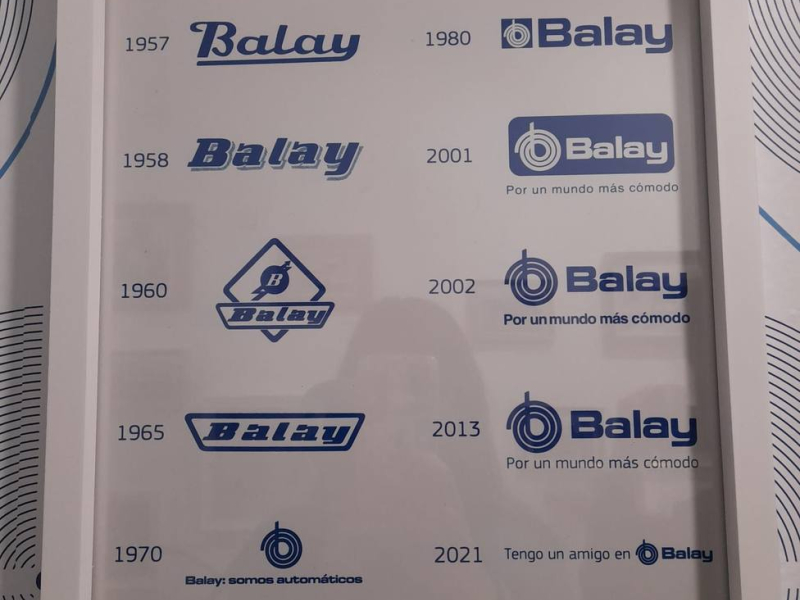 1957 Balay
1958 Balay
1960 B
Balay
1965 Balay
1970
Balay: somos automáticos
1980 Balay
2001 Balay
Por un mundo más cómodo
2002 Balay
Por un mundo más cómodo
2013 Balay
Por un mundo más cómodo
2021 Tengo un amigo en Balay